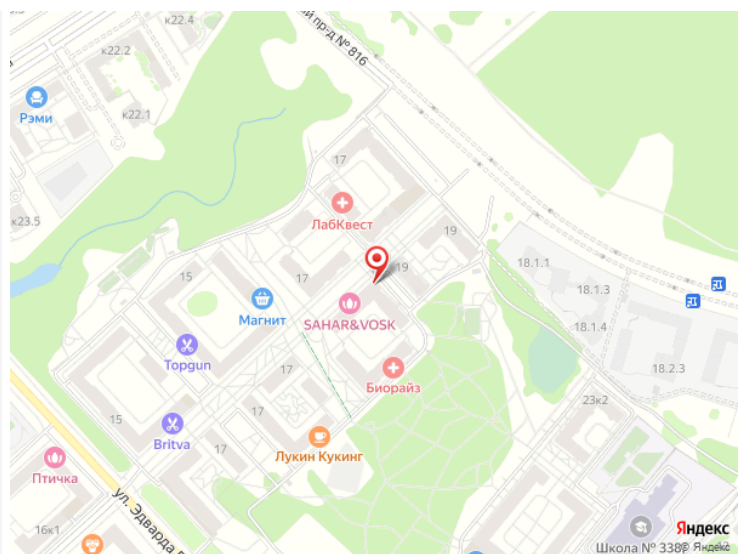 к22.4
к22.2
ый пр-д № 816
Рэми
к22.1
17
ЛабКвест
19
к23.5
17
19
18.1.1
15
18.1.3
Магнит
SAHAR&VOSK
18.1.4
Topgun
18.2.3
17
Биорайз
15
17
23к2
Britva
17
Лукин Кукинг
Птичка
ул. Эдварда
16к1
Школа № 338
Яндекс
© Яндекс